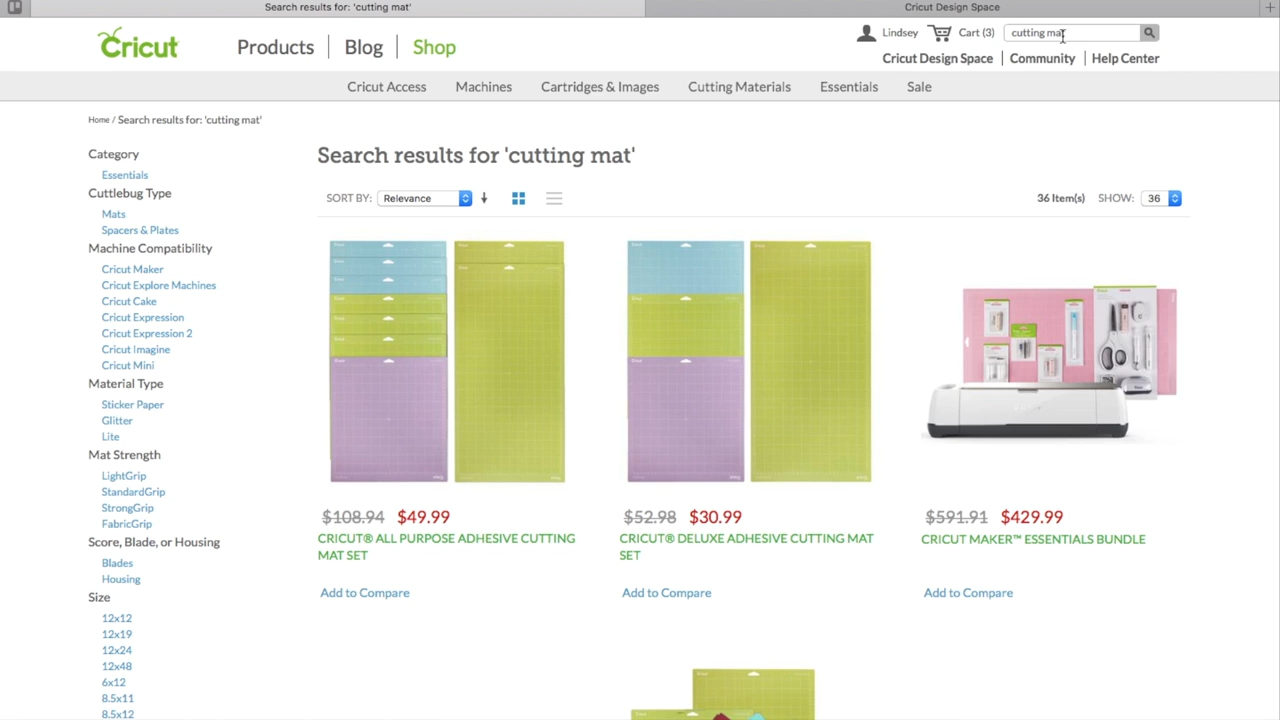 Search results for: 'cutting mat'
Cricut Design Space
Cricut
Products
Blog
Shop
Lindsey
Cart (3)
cutting mat
Cricut Design Space
Community
Help Center
Cricut Access
Machines
Cartridges & Images
Cutting Materials
Essentials
Sale
Home / Search results for: 'cutting mat'
Category
Essentials
Cuttlebug Type
Mats
Spacers & Plates
Machine Compatibility
Cricut Maker
Cricut Explore Machines
Cricut Cake
Cricut Expression
Cricut Expression 2
Cricut Imagine
Cricut Mini
Material Type
Sticker Paper
Glitter
Lite
Mat Strength
LightGrip
StandardGrip
StrongGrip
FabricGrip
Score, Blade, or Housing
Blades
Housing
Size
12x12
12x19
12x24
12x48
6x12
8.5x11
8.5x12
Search results for 'cutting mat'
SORT BY: Relevance
36 Item(s) SHOW: 36
$108.94 $49.99
CRICUT® ALL PURPOSE ADHESIVE CUTTING
MAT SET
Add to Compare
$52.98 $30.99
CRICUT® DELUXE ADHESIVE CUTTING MAT
SET
Add to Compare
$591.91 $429.99
CRICUT MAKER™ ESSENTIALS BUNDLE
Add to Compare